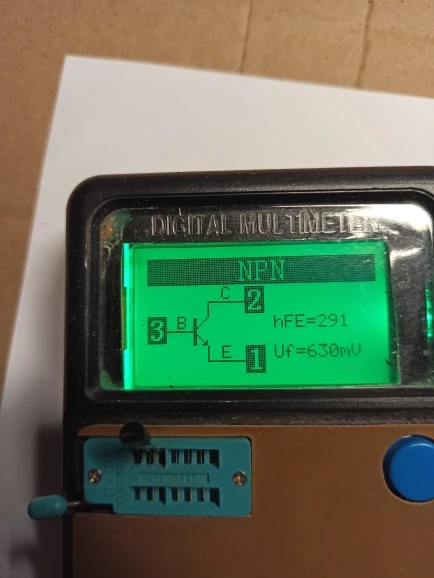 DIGITAL MULTIMETER
NPN
C 2
3 B hFE=291
E 1 Uf=630mV